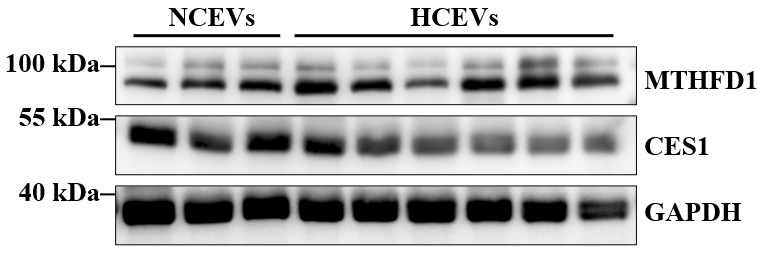 NCEVs HCEVs
100 kDa
MTHFD1
55 kDa
CES1
40 kDa
GAPDH